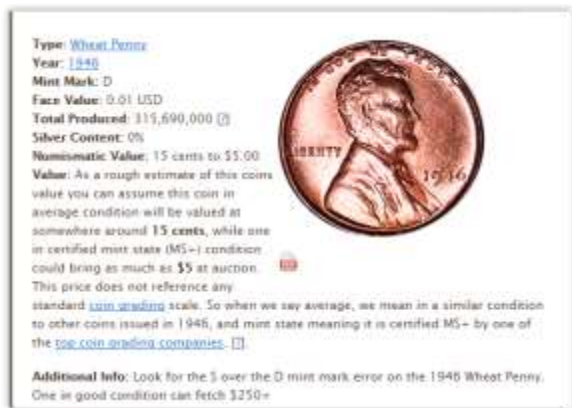 Type: Wheat Penny
Year: 1946
Mint Mark: D
Face Value: 0.01 USD
Total Produced: 315,690,000 [?]
Silver Content: 0%
Numismatic Value: 15 cents to $5.00
Value: As a rough estimate of this coins
value you can assume this coin in
average condition will be valued at
somewhere around 15 cents, while one
in certified mint state (MS+) condition
could bring as much as $5 at auction.
This price does not reference any
standard coin grading scale. So when we say average, we mean in a similar condition
to other coins issued in 1946, and mint state meaning it is certified MS+ by one of
the top coin grading companies. [?].
Additional Info: Look for the S over the D mint mark error on the 1946 Wheat Penny.
One in good condition can fetch $250+
LIBERTY
1946